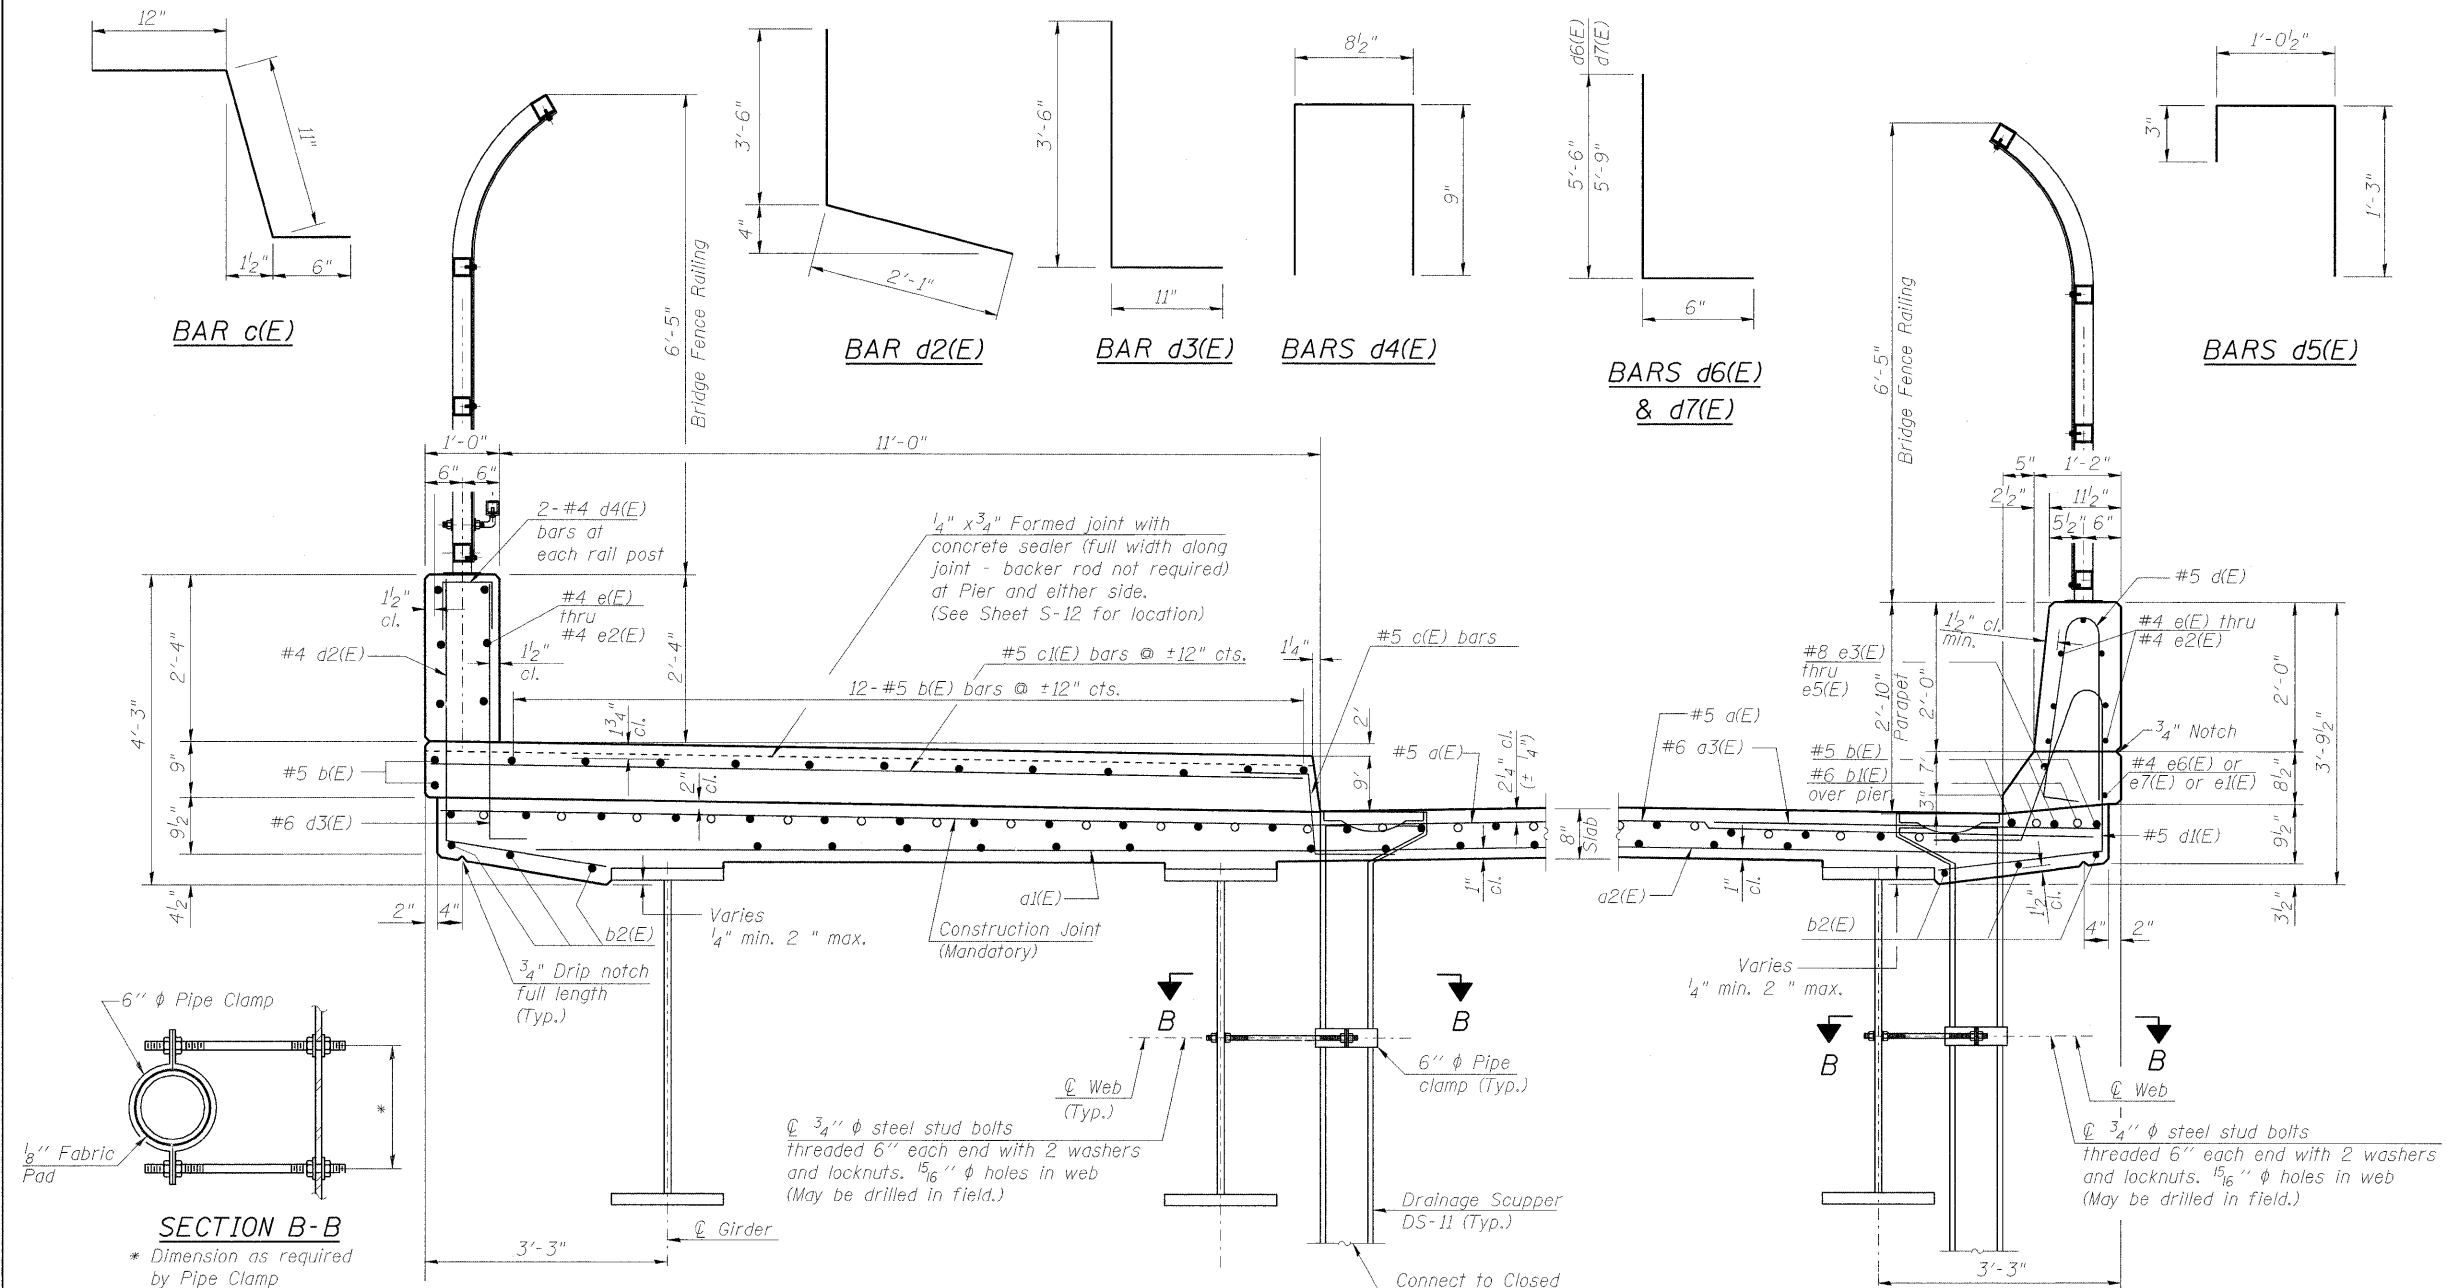 12"
11"
1½"
6"
BAR c(E)
3'-6"
4"
2'-1"
BAR d2(E)
3'-6"
11"
BAR d3(E)
8½"
9"
BARS d4(E)
d6(E)
d7(E)
5'-6"
5'-9"
6"
BARS d6(E)
& d7(E)
1'-0½"
3"
1'-3"
BARS d5(E)
6'-5"
Bridge Fence Railing
6'-5"
Bridge Fence Railing
1'-0"
11'-0"
6"
6"
2-#4 d4(E)
bars at
each rail post
¼" x ¾" Formed joint with
concrete sealer (full width along
joint - backer rod not required)
at Pier and either side.
(See Sheet S-12 for location)
1½"
cl.
#4 e(E)
thru
#4 e2(E)
1½"
cl.
#4 d2(E)
2'-4"
2'-4"
4'-3"
#5 c1(E) bars @ ±12" cts.
12-#5 b(E) bars @ ±12" cts.
1¼"
#5 c(E) bars
1¾"
cl.
2'
9'
9"
#5 b(E)
2"
cl.
9½"
#6 d3(E)
4½"
2"
4"
b2(E)
¾" Drip notch
full length
(Typ.)
Varies
¼" min. 2 " max.
a1(E)
Construction Joint
(Mandatory)
#5 a(E)
2¼" cl.
(± ¼")
8"
Slab
1"
cl.
#5 a(E)
#6 a3(E)
a2(E)
1"
cl.
5"
1'-2"
2½"
11½"
5½"
6"
#5 d(E)
1½" cl.
min.
#4 e(E) thru
#4 e2(E)
#8 e3(E)
thru
e5(E)
2'-10"
Parapet
2'-0"
2'-0"
3'-9½"
#5 b(E)
#6 b1(E)
over pier
7'
3"
¾" Notch
#4 e6(E) or
e7(E) or e1(E)
8½"
#5 d1(E)
9½"
3½"
1½"
cl.
b2(E)
4"
2"
Varies
¼" min. 2 " max.
6'' ϕ Pipe Clamp
*
⅛'' Fabric
Pad
SECTION B-B
* Dimension as required
by Pipe Clamp
3'-3"
℄ Girder
B
B
℄ Web
(Typ.)
℄ ¾'' ϕ steel stud bolts
threaded 6'' each end with 2 washers
and locknuts. 15/16 '' ϕ holes in web
(May be drilled in field.)
6'' ϕ Pipe
clamp (Typ.)
Drainage Scupper
DS-11 (Typ.)
Connect to Closed
B
B
℄ Web
℄ ¾'' ϕ steel stud bolts
threaded 6'' each end with 2 washers
and locknuts. 15/16 '' ϕ holes in web
(May be drilled in field.)
3'-3"